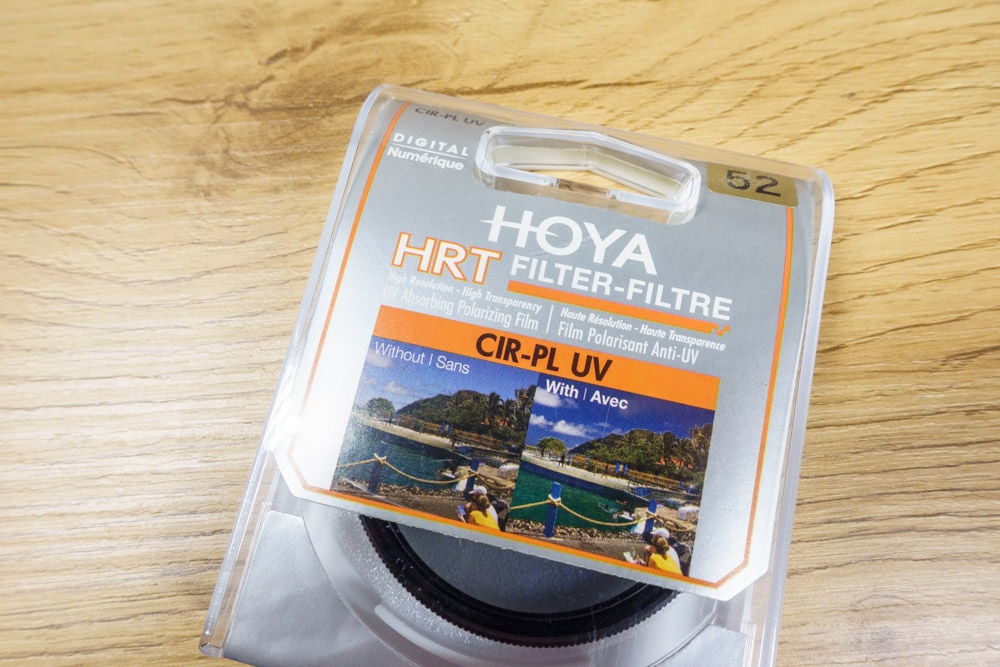 CIR-PL UV
DIGITAL
Numérique
52
HOYA
HRT FILTER-FILTRE
High Resolution - High Transparency
UV Absorbing Polarizing Film
Haute Résolution - Haute Transparence
Film Polarisant Anti-UV
CIR-PL UV
Without | Sans
With | Avec